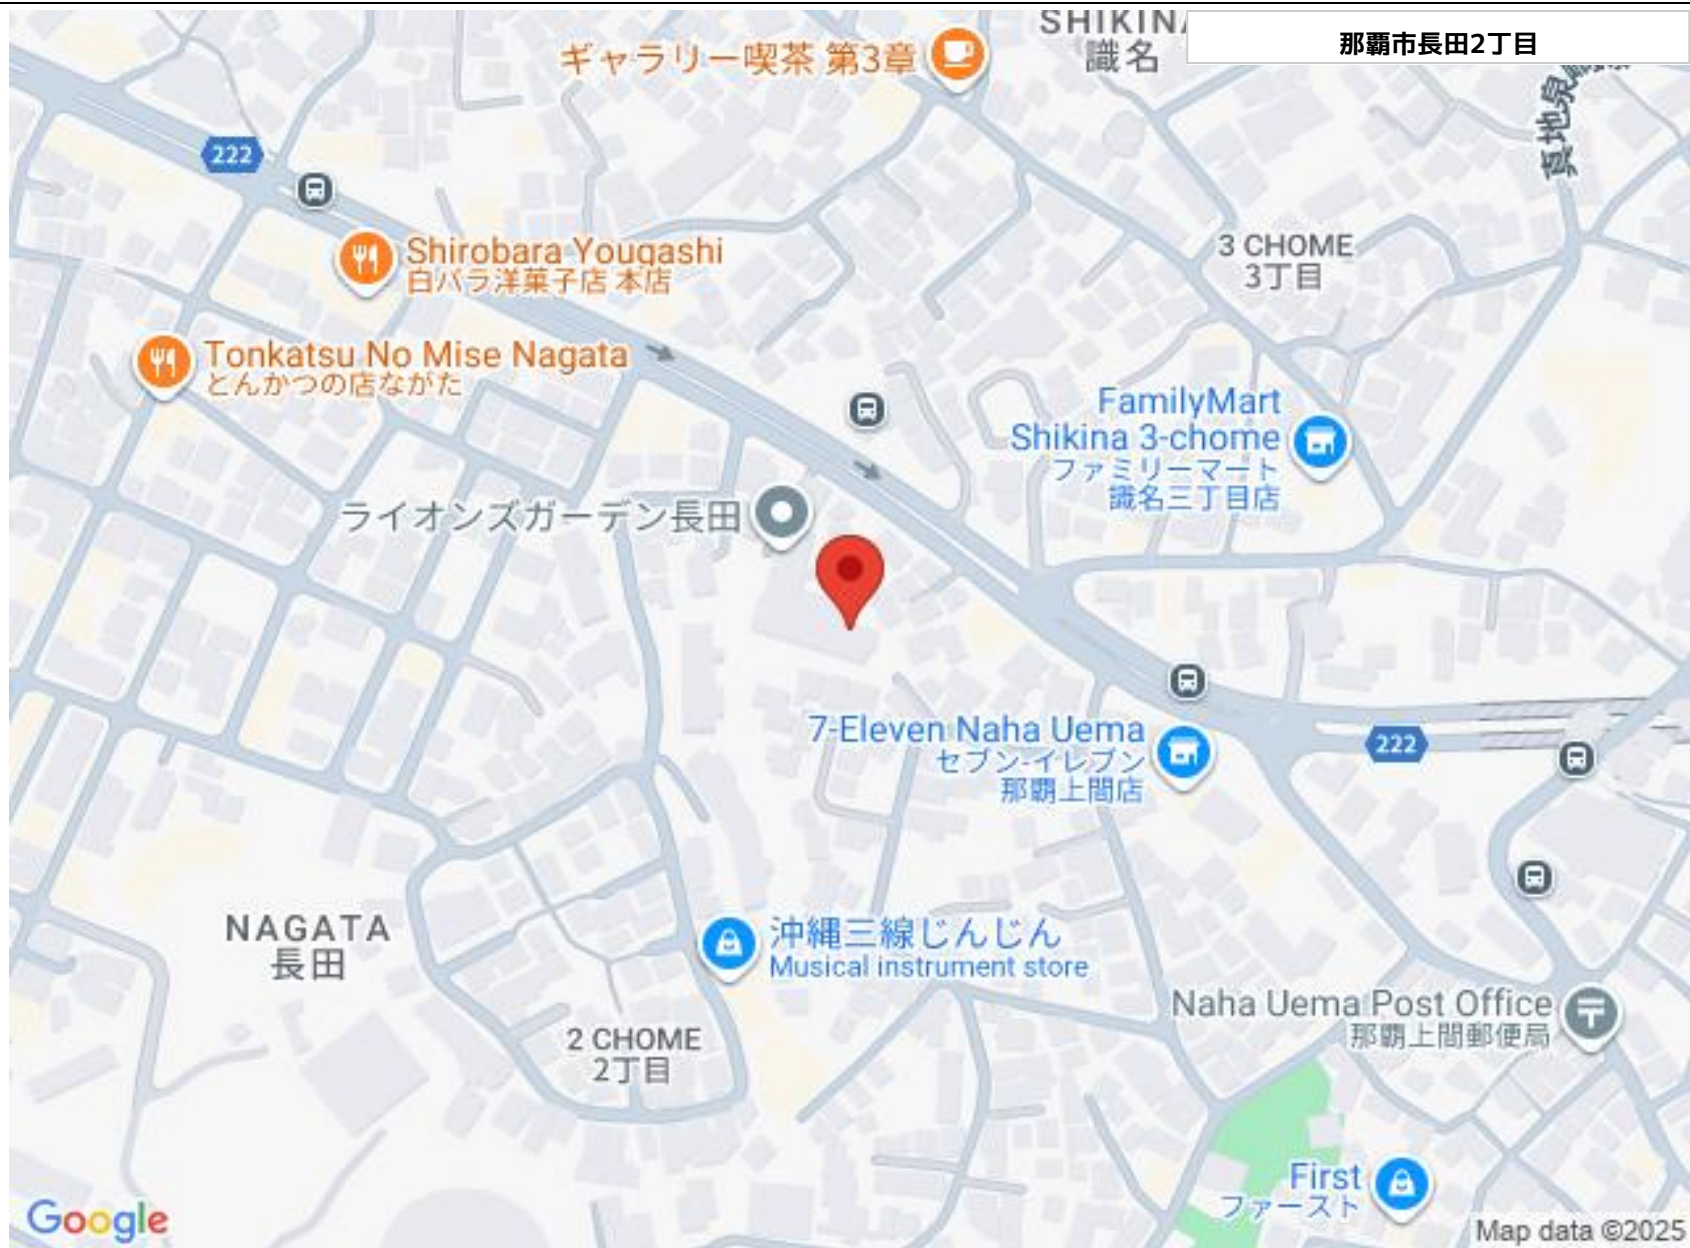 SHIKINA
識名
那覇市長田2丁目
ギャラリー喫茶 第3章
222
3 CHOME
3丁目
Shirobara Yougashi
白バラ洋菓子店 本店
Tonkatsu No Mise Nagata
とんかつの店ながた
FamilyMart
Shikina 3-chome
ファミリーマート
識名三丁目店
ライオンズガーデン長田
7-Eleven Naha Uema
セブン-イレブン
那覇上間店
222
NAGATA
長田
沖縄三線じんじん
Musical instrument store
Naha Uema Post Office
那覇上間郵便局
2 CHOME
2丁目
First
ファースト
Google
Map data ©2025